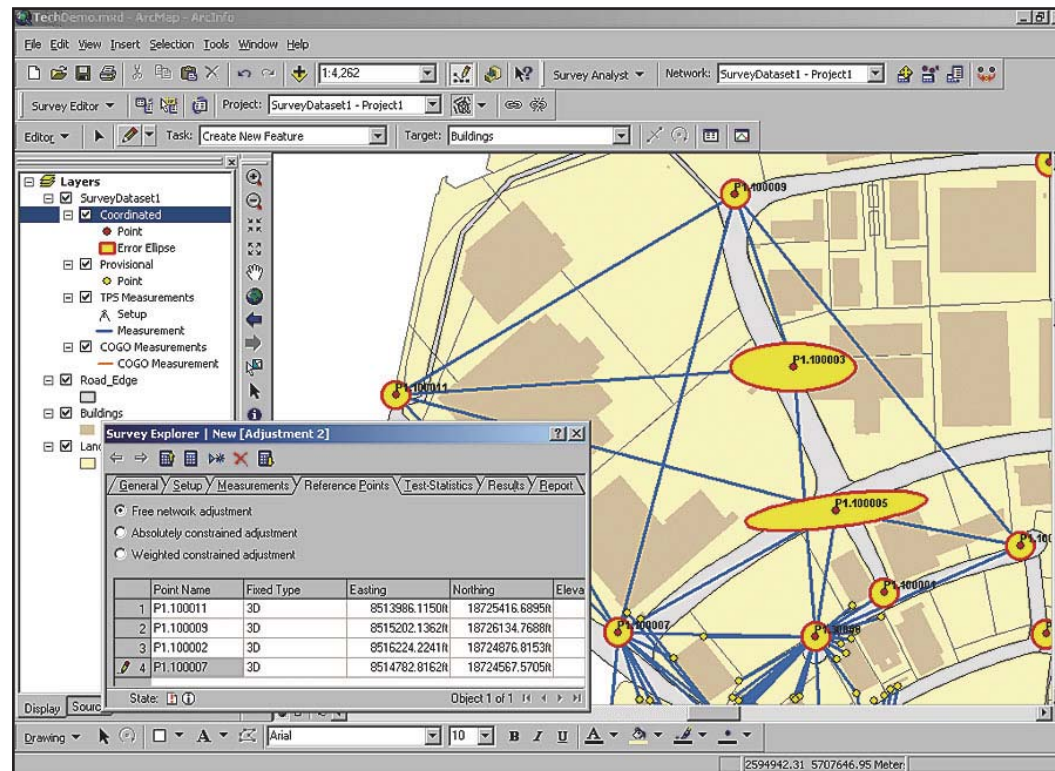 TechDemo.mxd - ArcMap - ArcInfo
File Edit View Insert Selection Tools Window Help
1:4,262 Survey Analyst Network: SurveyDataset1 - Project1
Survey Editor Project: SurveyDataset1 - Project1
Editor Task: Create New Feature Target: Buildings
Layers
SurveyDataset1
Coordinated
Point
Error Ellipse
Provisional
Point
TPS Measurements
Setup
Measurement
COGO Measurements
COGO Measurement
Road_Edge
Buildings
P1.100009
P1.100003
P1.100011
P1.100005
P1.100007
Survey Explorer | New [Adjustment 2]
General Setup Measurements Reference Points Test-Statistics Results Report
Free network adjustment
Absolutely constrained adjustment
Weighted constrained adjustment
Point Name Fixed Type Easting Northing Eleva
1 P1.100011 3D 8513986.1150ft 18725416.6895ft
2 P1.100009 3D 8515202.1362ft 18726134.7688ft
3 P1.100002 3D 8516224.2241ft 18724876.8153ft
4 P1.100007 3D 8514782.8162ft 18724567.5705ft
State: Object 1 of 1
Display Sourc
Drawing A Arial 10 B I U A
2594942.31 5707646.95 Meter